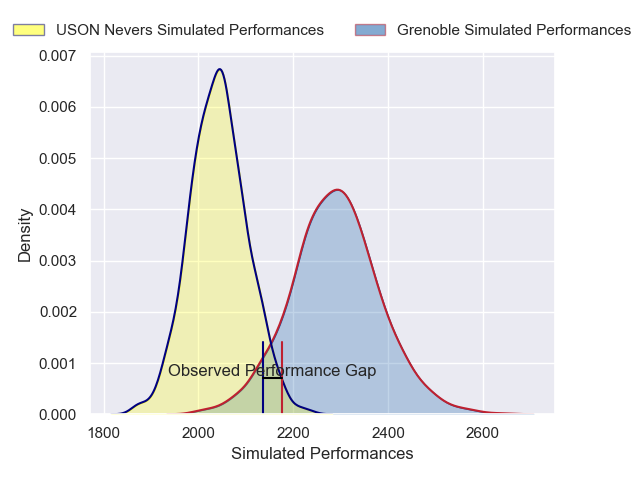 USON Nevers Simulated Performances
Grenoble Simulated Performances
0.007
0.006
0.005
0.004
0.003
0.002
0.001
0.000
Density
Observed Performance Gap
1800 2000 2200 2400 2600
Simulated Performances